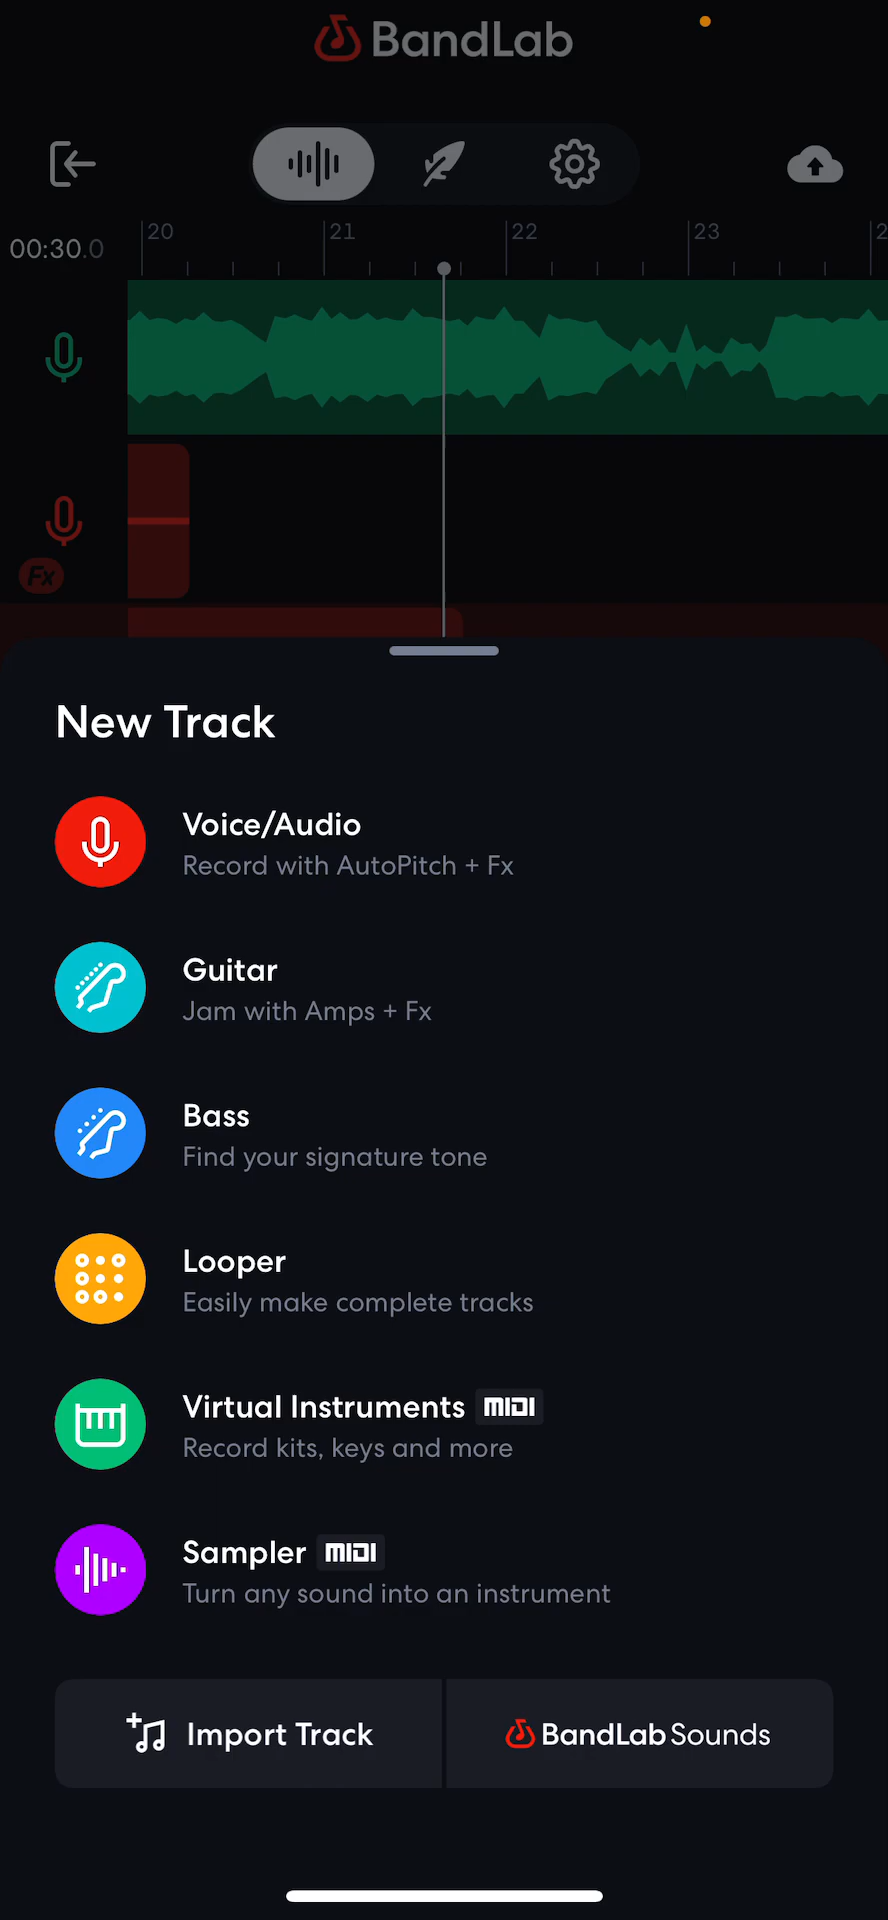 BandLab
00:30.0
20
21
22
23
2
Fx
New Track
Voice/Audio
Record with AutoPitch + Fx
Guitar
Jam with Amps + Fx
Bass
Find your signature tone
Looper
Easily make complete tracks
Virtual Instruments MIDI
Record kits, keys and more
Sampler MIDI
Turn any sound into an instrument
Import Track
BandLab Sounds